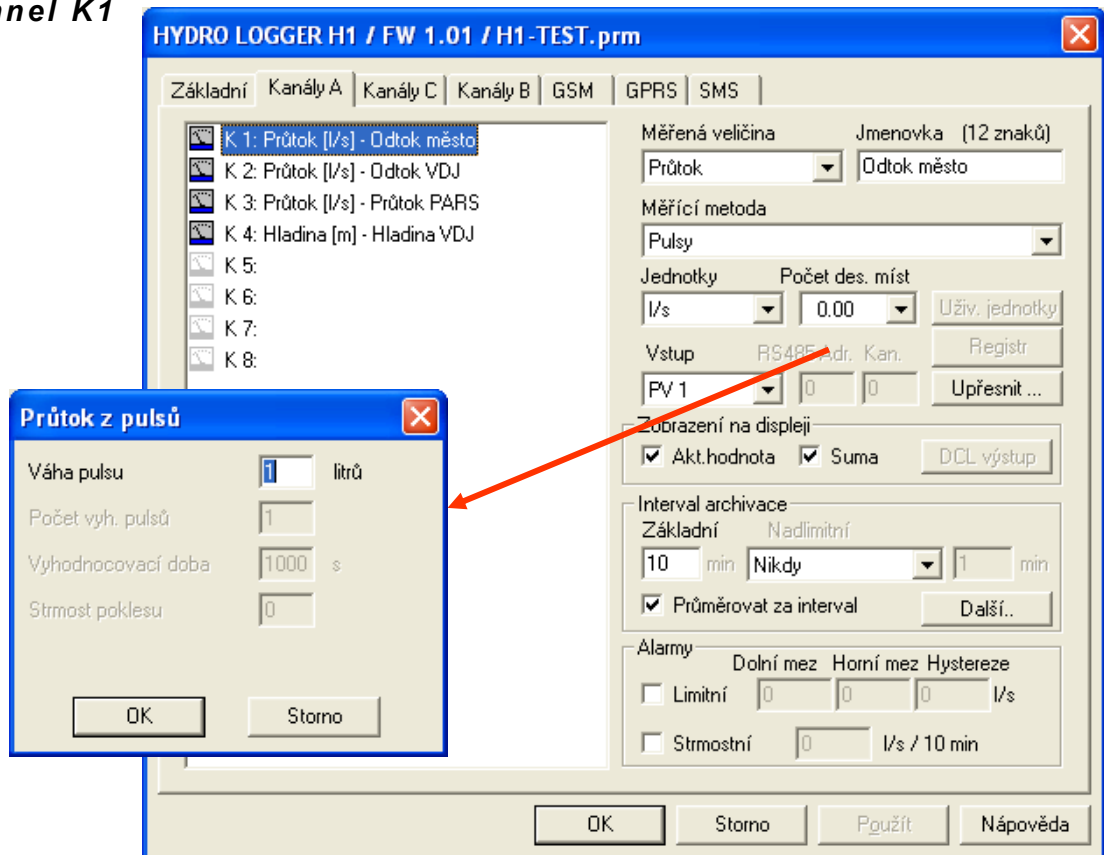 nnel K1
HYDRO LOGGER H1 / FW 1.01 / H1-TEST.prm
Základní Kanály A Kanály C Kanály B GSM GPRS SMS
K 1: Průtok [l/s] - Odtok město
K 2: Průtok [l/s] - Odtok VDJ
K 3: Průtok [l/s] - Průtok PARS
K 4: Hladina [m] - Hladina VDJ
K 5:
K 6:
K 7:
K 8:
Měřená veličina Jmenovka (12 znaků)
Průtok Odtok město
Měřící metoda
Pulsy
Jednotky Počet des. míst
l/s 0.00 Uživ. jednotky
Registr
Vstup RS485 Adr. Kan.
PV 1 0 0 Upřesnit ...
Zobrazení na displeji
Akt.hodnota Suma DCL výstup
Interval archivace
Základní Nadlimitní
10 min Nikdy 1 min
Průměrovat za interval Další..
Alarmy
Dolní mez Horní mez Hystereze
Limitní 0 0 0 l/s
Strmostní 0 l/s / 10 min
OK Storno Použít Nápověda
Průtok z pulsů
Váha pulsu 1 litrů
Počet vyh. pulsů 1
Vyhodnocovací doba 1000 s
Strmost poklesu 0
OK Storno